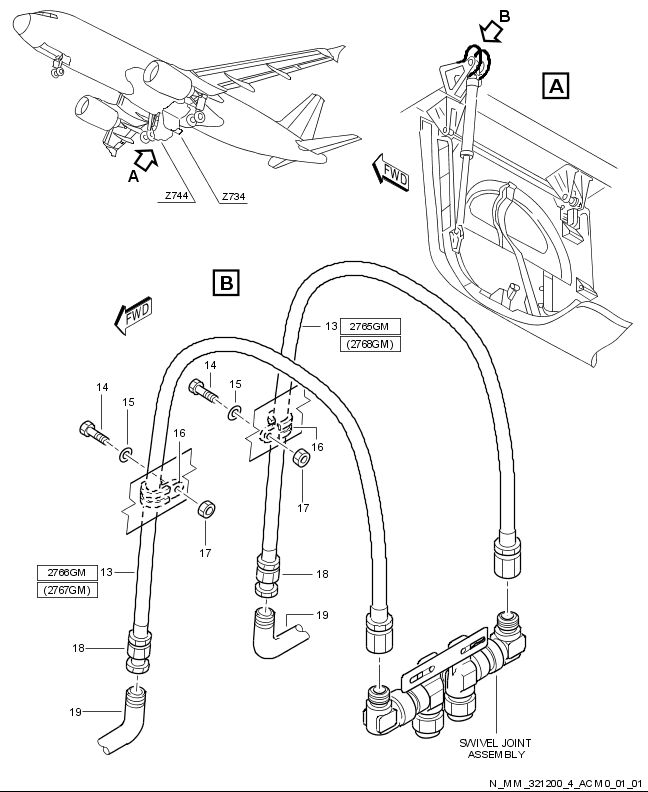 B
A
A
Z744
Z734
FWD
B
FWD
13
2765GM
(2768GM)
14
15
14
15
16
16
17
17
2766GM
13
(2767GM)
18
19
18
19
SWIVEL JOINT
ASSEMBLY
N_MM_321200_4_ACM0_01_01